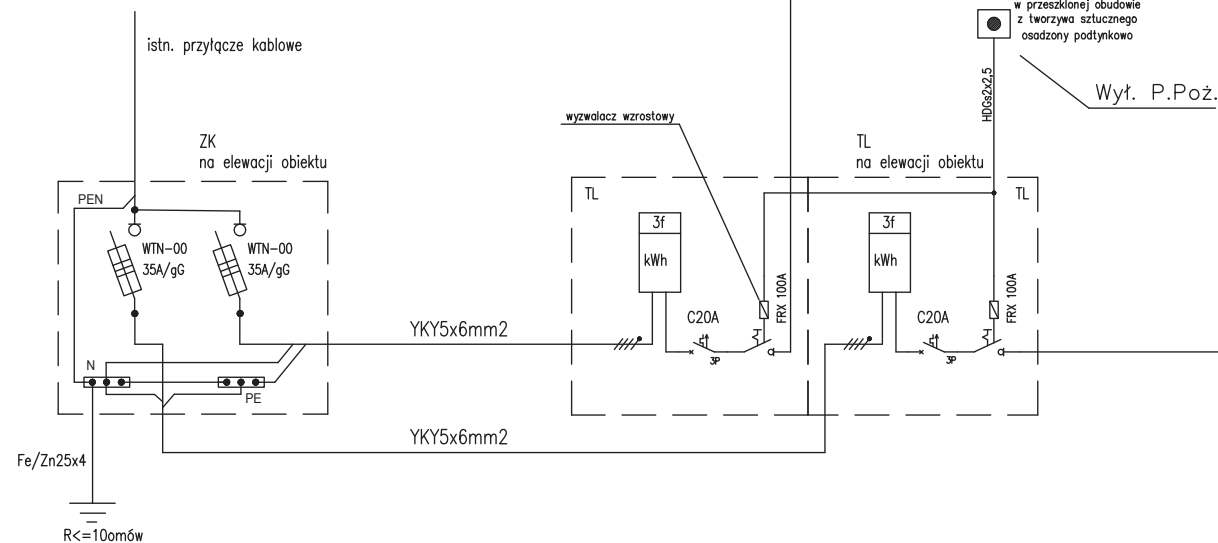 w przeszklonej obudowie
z tworzywa sztucznego
osadzony podtynkowo
istn. przyłącze kablowe
HDGs2x2,5
Wył. P.Poż.
wyzwalacz wzrostowy
ZK
na elewacji obiektu
TL
na elewacji obiektu
PEN
TL
TL
3f
kWh
3f
kWh
WTN-00
35A/gG
WTN-00
35A/gG
FRX 100A
FRX 100A
C20A
3P
C20A
3P
YKY5x6mm2
N
PE
YKY5x6mm2
Fe/Zn25x4
R<=10omów